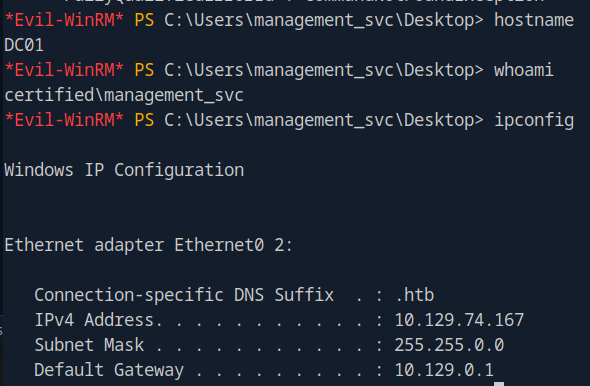 *Evil-WinRM* PS C:\Users\management_svc\Desktop> hostname
DC01
*Evil-WinRM* PS C:\Users\management_svc\Desktop> whoami
certified\management_svc
*Evil-WinRM* PS C:\Users\management_svc\Desktop> ipconfig
Windows IP Configuration
Ethernet adapter Ethernet0 2:
Connection-specific DNS Suffix  . : .htb
IPv4 Address. . . . . . . . . . . : 10.129.74.167
Subnet Mask . . . . . . . . . . . : 255.255.0.0
Default Gateway . . . . . . . . . : 10.129.0.1